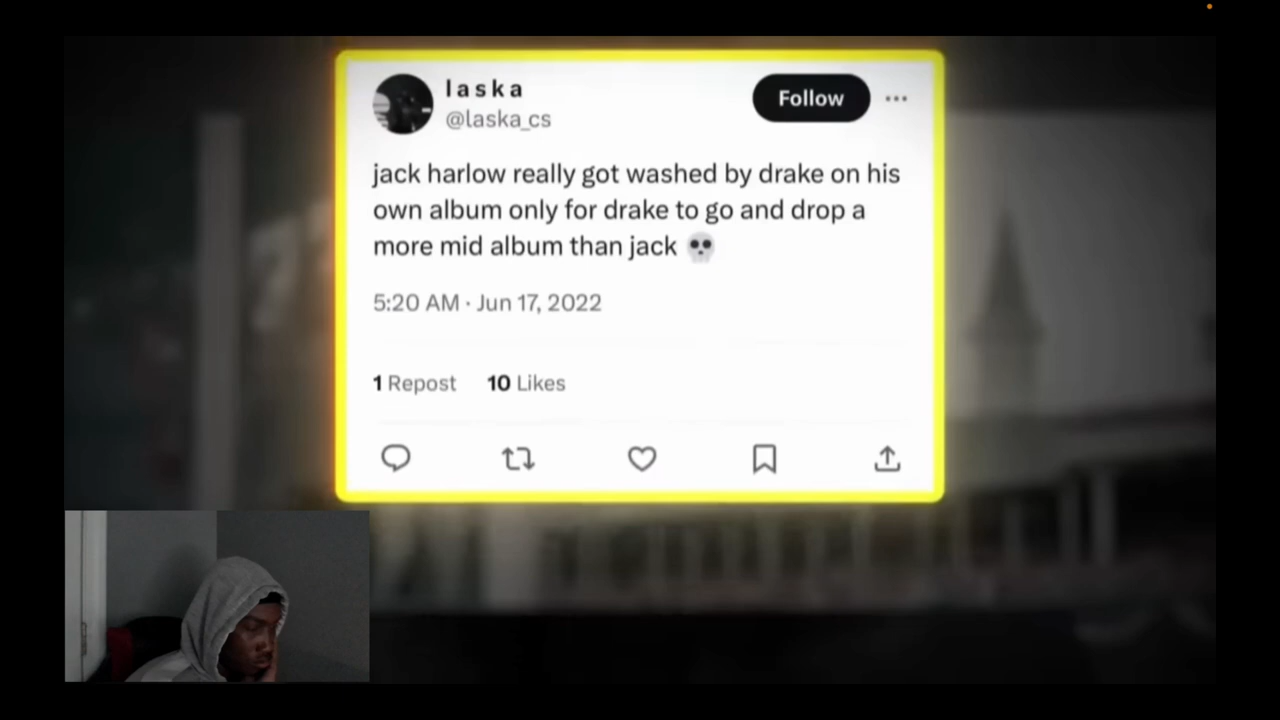 laska
@laska_cs
Follow
jack harlow really got washed by drake on his
own album only for drake to go and drop a
more mid album than jack 💀
5:20 AM · Jun 17, 2022
1 Repost 10 Likes